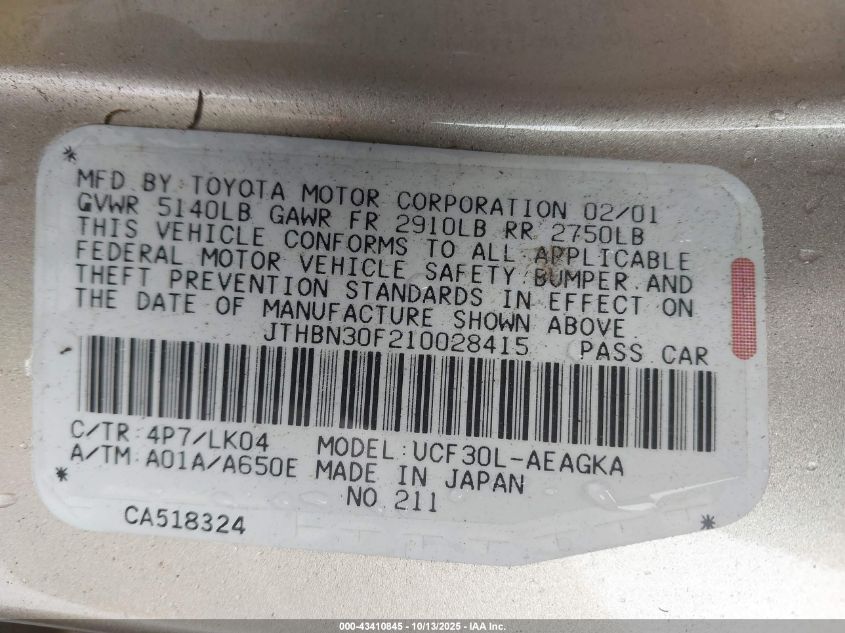 MFD BY: TOYOTA MOTOR CORPORATION 02/01
GVWR 5140LB GAWR FR 2910LB RR 2750LB
THIS VEHICLE CONFORMS TO ALL APPLICABLE
FEDERAL MOTOR VEHICLE SAFETY, BUMPER AND
THEFT PREVENTION STANDARDS IN EFFECT ON
THE DATE OF MANUFACTURE SHOWN ABOVE.
JTHBN30F210028415 PASS CAR
C/TR:4P7/LK04 MODEL:UCF30L-AEAGKA
A/TM:A01A/A650E MADE IN JAPAN
NO.211
CA518324
000-43410845 | 10/13/2025 | IAA Inc.